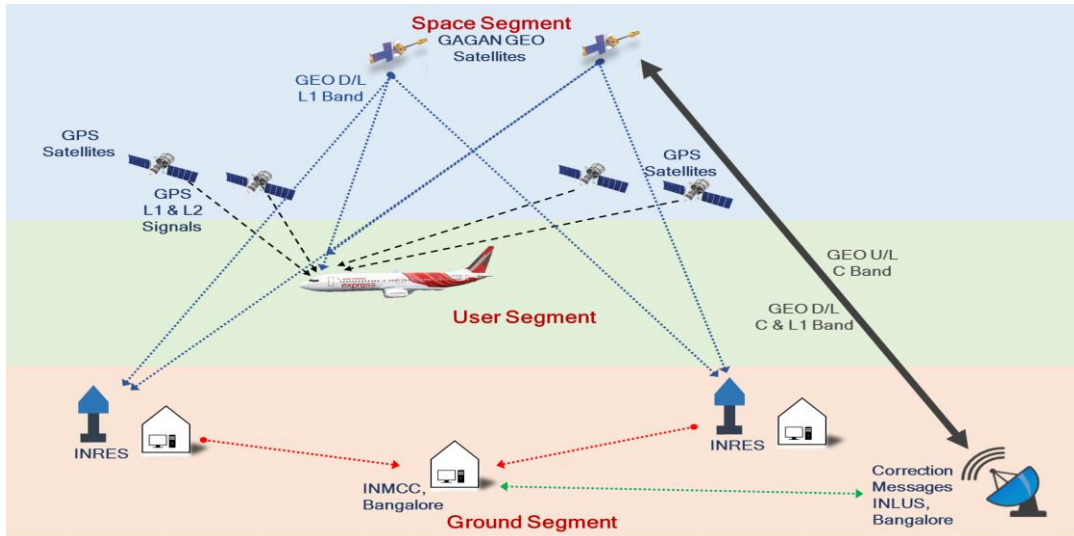 Space Segment
GAGAN GEO
Satellites
GEO D/L
L1 Band
GPS
Satellites
GPS
Satellites
GPS
L1 & L2
Signals
express
User Segment
GEO U/L
C Band
GEO D/L
C & L1 Band
INRES
INRES
INMCC,
Bangalore
Correction
Messages
INLUS,
Bangalore
Ground Segment